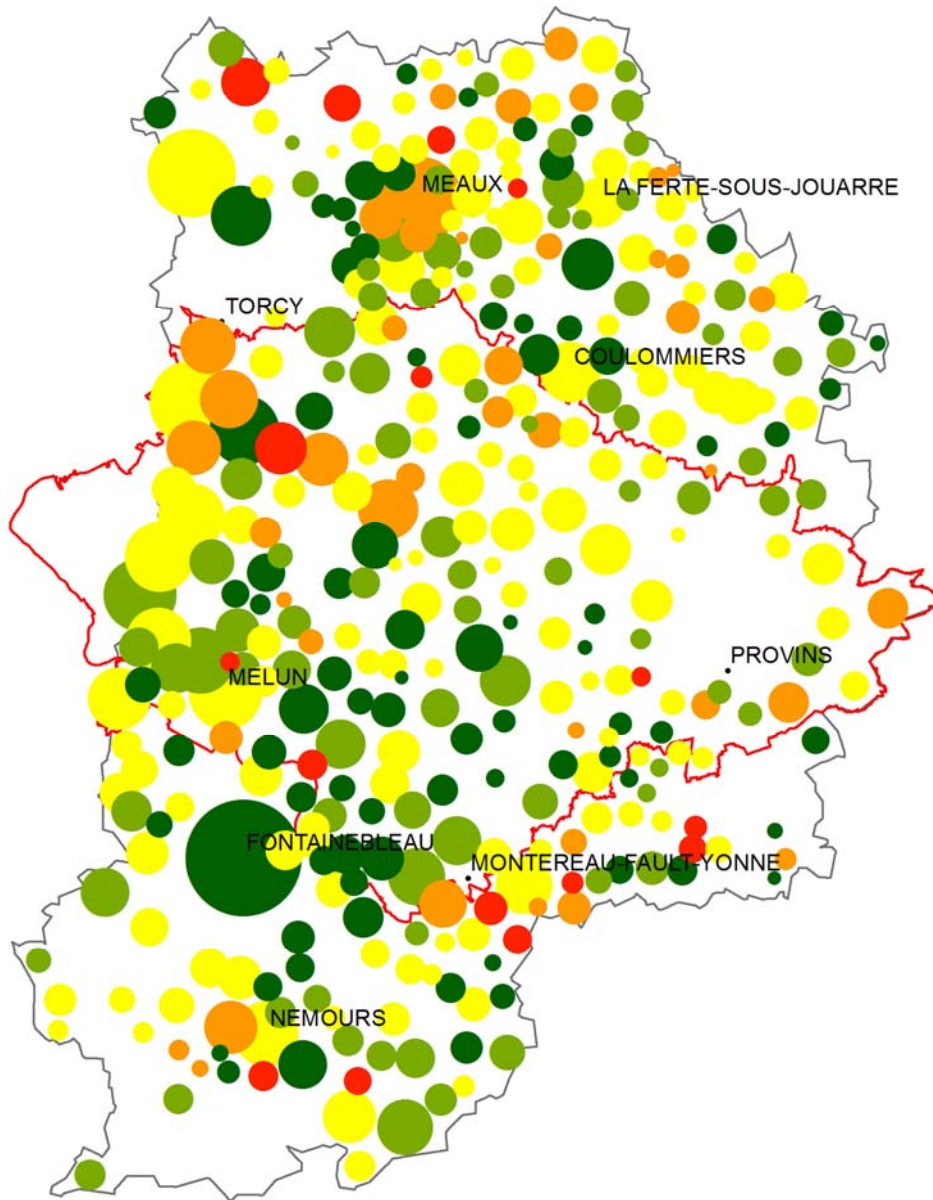 MEAUX
LA FERTE-SOUS-JOUARRE
TORCY
COULOMMIERS
PROVINS
MELUN
FONTAINEBLEAU
MONTEREAU-FAULT-YONNE
NEMOURS